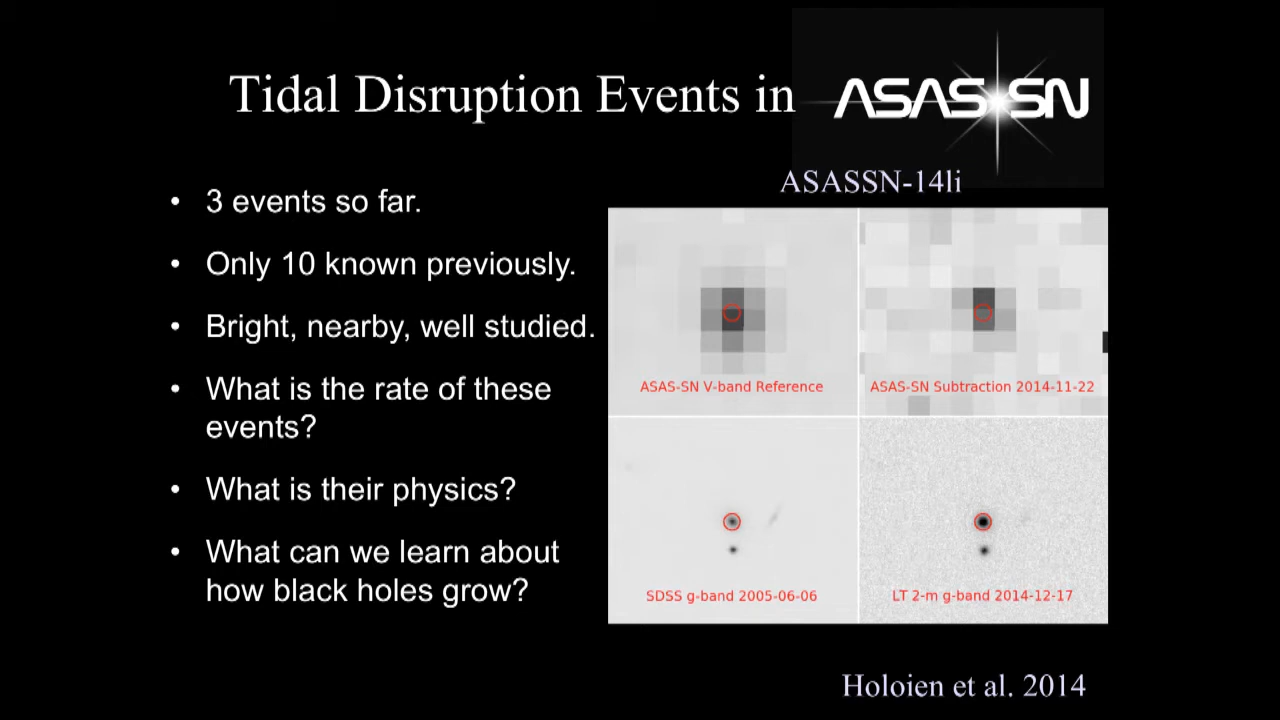 Tidal Disruption Events in
ASAS-SN
ASASSN-14li
• 3 events so far.
• Only 10 known previously.
• Bright, nearby, well studied.
• What is the rate of these
events?
• What is their physics?
• What can we learn about
how black holes grow?
ASAS-SN V-band Reference
ASAS-SN Subtraction 2014-11-22
SDSS g-band 2005-06-06
LT 2-m g-band 2014-12-17
Holoien et al. 2014